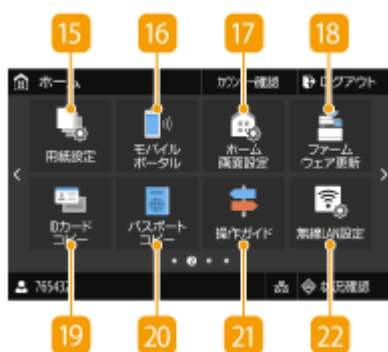 15 16 17 18
ホーム カウンター確認 ログアウト
用紙設定
モバイル
ポータル
ホーム
画面設定
ファーム
ウェア更新
IDカード
コピー
パスポート
コピー
操作ガイド
無線LAN設定
765432 状況確認
19 20 21 22